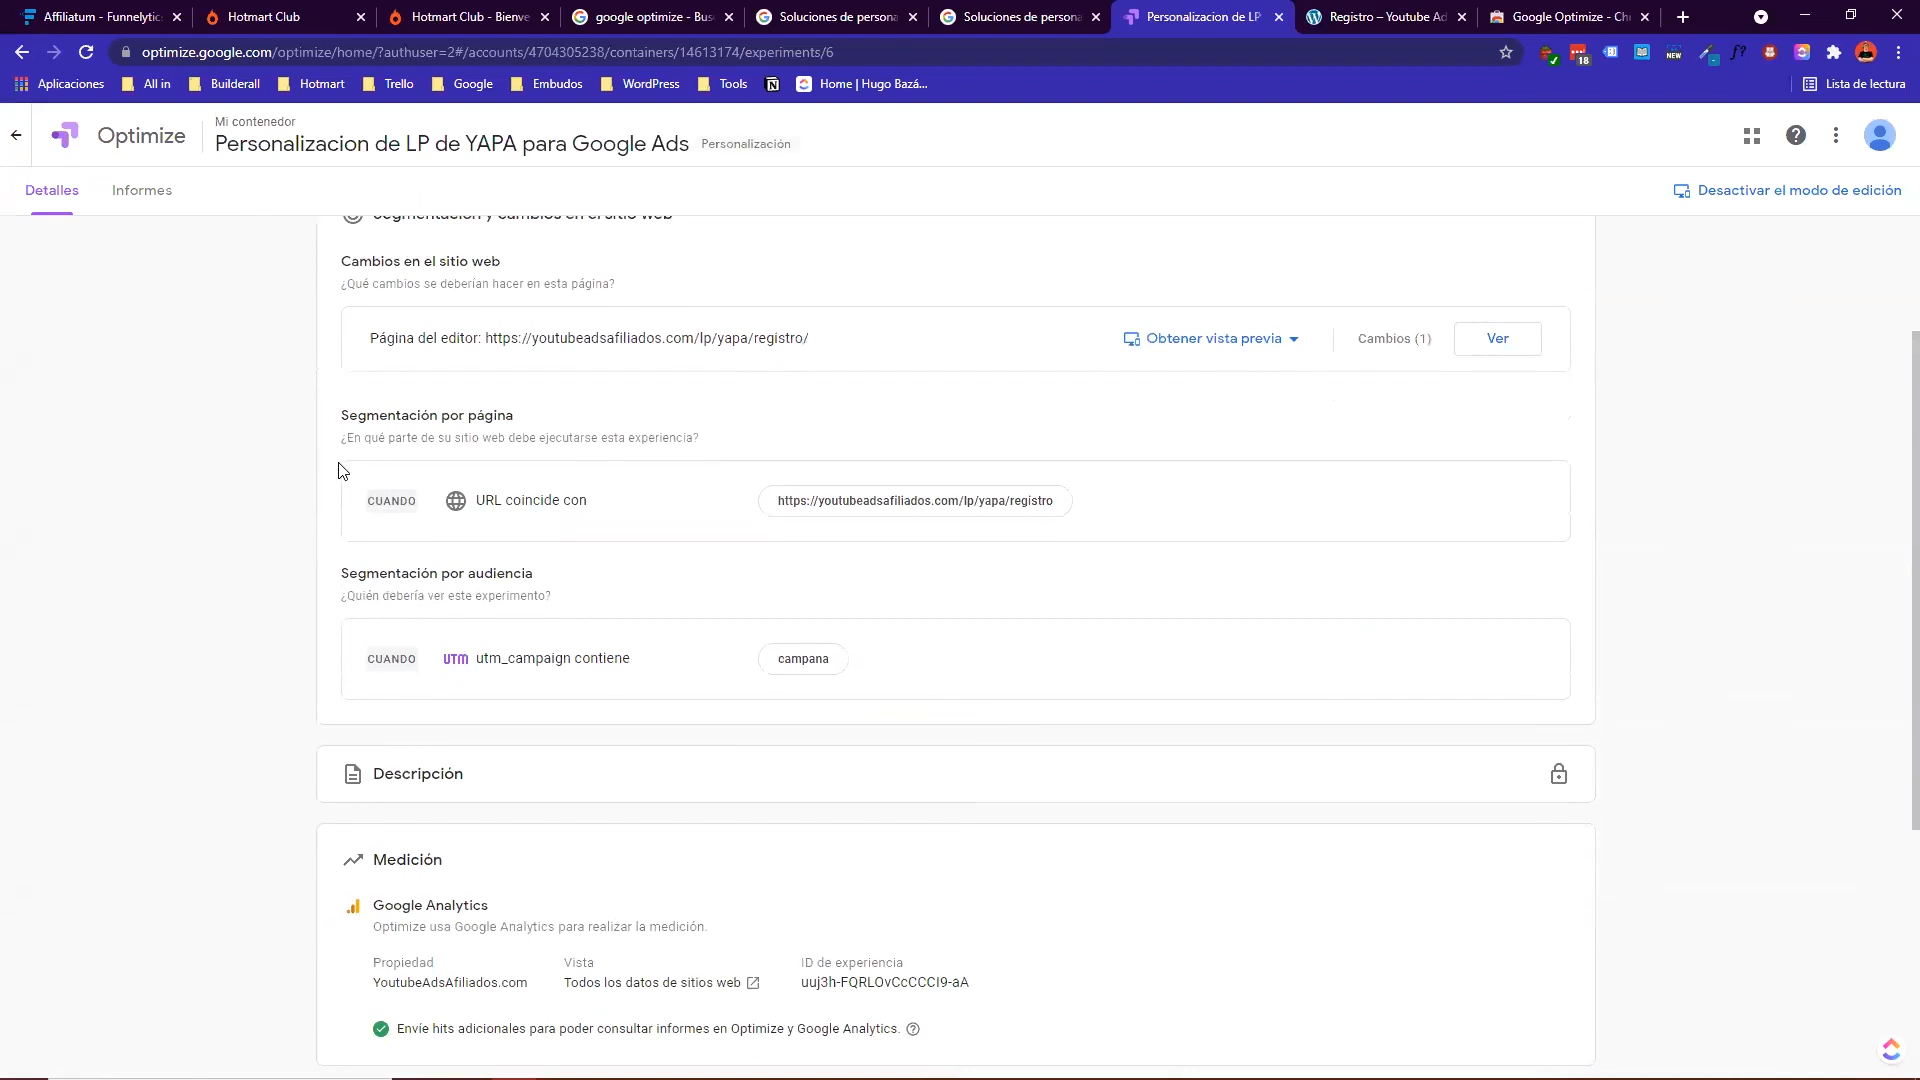 Affiliatum - Funnelytic
Hotmart Club
Hotmart Club - Bienve
google optimize - Bus
Soluciones de persona
Soluciones de persona
Personalizacion de LP
Registro – Youtube Ad
Google Optimize - Ch
optimize.google.com/optimize/home/?authuser=2#/accounts/4704305238/containers/14613174/experiments/6
18
NEW
f?
Aplicaciones
All in
Builderall
Hotmart
Trello
Google
Embudos
WordPress
Tools
Home | Hugo Bazá...
Lista de lectura
Optimize
Mi contenedor
Personalizacion de LP de YAPA para Google Ads
Personalización
Detalles
Informes
Desactivar el modo de edición
Segmentación y cambios en el sitio web
Cambios en el sitio web
¿Qué cambios se deberían hacer en esta página?
Página del editor: https://youtubeadsafiliados.com/lp/yapa/registro/
Obtener vista previa
Cambios (1)
Ver
Segmentación por página
¿En qué parte de su sitio web debe ejecutarse esta experiencia?
CUANDO
URL coincide con
https://youtubeadsafiliados.com/lp/yapa/registro
Segmentación por audiencia
¿Quién debería ver este experimento?
CUANDO
UTM
utm_campaign contiene
campana
Descripción
Medición
Google Analytics
Optimize usa Google Analytics para realizar la medición.
Propiedad
Vista
ID de experiencia
YoutubeAdsAfiliados.com
Todos los datos de sitios web
uuj3h-FQRLOvCcCCCI9-aA
Envíe hits adicionales para poder consultar informes en Optimize y Google Analytics.